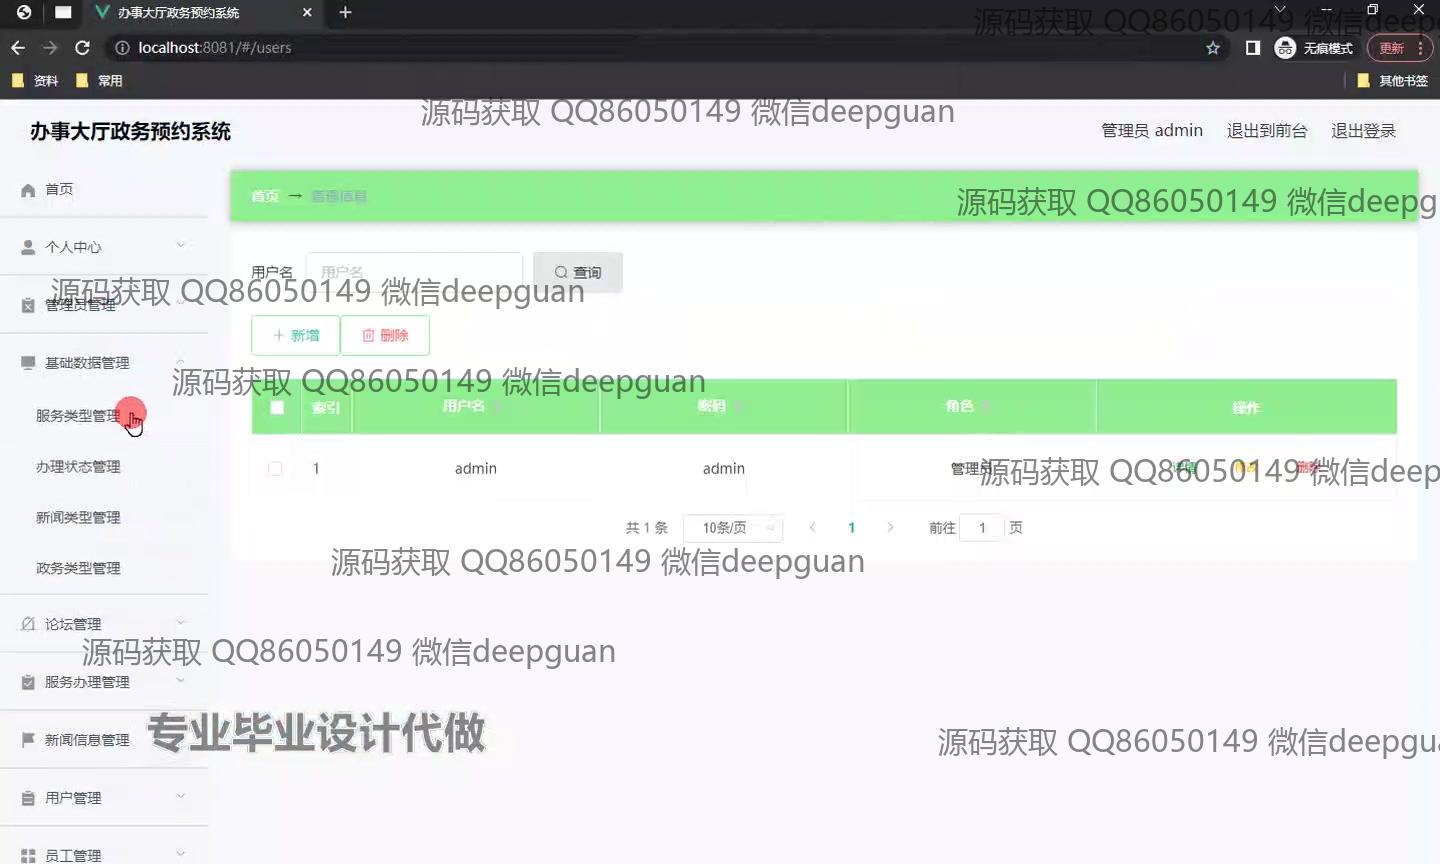 办事大厅政务预约系统
localhost:8081/#/users
无痕模式
更新
资料
常用
其他书签
源码获取 QQ86050149 微信deep
源码获取 QQ86050149 微信deepguan
办事大厅政务预约系统
管理员 admin
退出到前台
退出登录
首页
个人中心
管理员管理
基础数据管理
服务类型管理
办理状态管理
新闻类型管理
政务类型管理
论坛管理
服务办理管理
新闻信息管理
用户管理
员工管理
首页 →
源码获取 QQ86050149 微信deepg
用户名
用户名
查询
源码获取 QQ86050149 微信deepguan
新增
删除
源码获取 QQ86050149 微信deepguan
索引
用户名
密码
角色
操作
1
admin
admin
管理员
详情
修改
删除
源码获取 QQ86050149 微信deep
共 1 条
10条/页
1
前往
1
页
源码获取 QQ86050149 微信deepguan
源码获取 QQ86050149 微信deepguan
专业毕业设计代做
源码获取 QQ86050149 微信deepgu